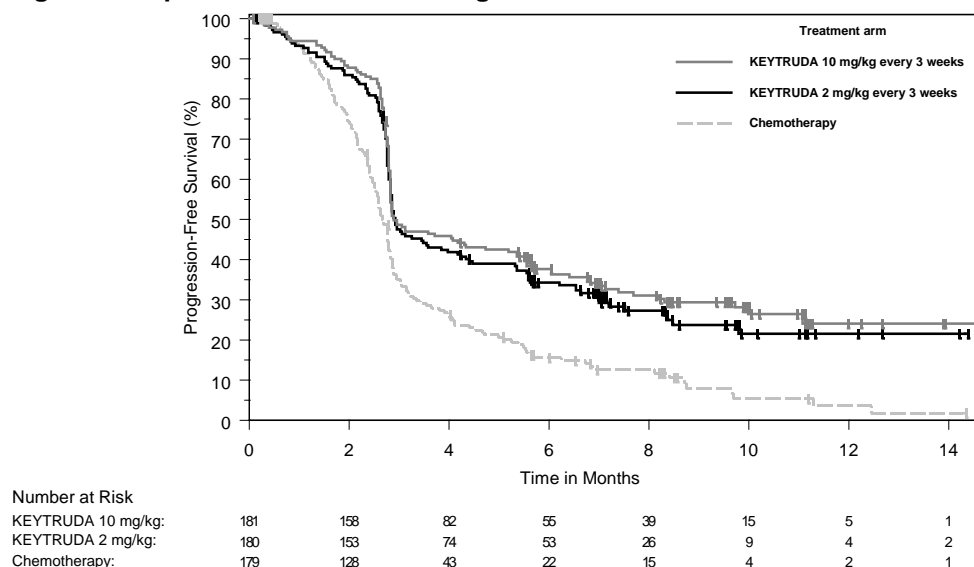 100
90
80
70
60
50
40
30
20
10
0
Progression-Free Survival (%)
Treatment arm
KEYTRUDA 10 mg/kg every 3 weeks
KEYTRUDA 2 mg/kg every 3 weeks
Chemotherapy
0 2 4 6 8 10 12 14
Time in Months
Number at Risk
KEYTRUDA 10 mg/kg: 181 158 82 55 39 15 5 1
KEYTRUDA 2 mg/kg: 180 153 74 53 26 9 4 2
Chemotherapy: 179 128 43 22 15 4 2 1